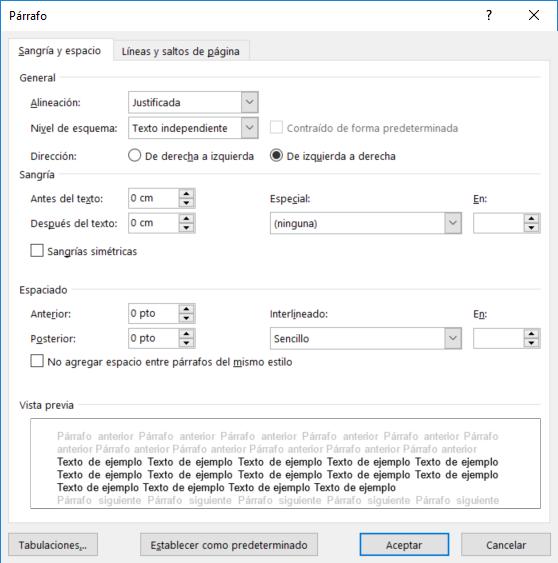 Párrafo
Sangría y espacio Líneas y saltos de página
General
Alineación: Justificada
Nivel de esquema: Texto independiente Contraído de forma predeterminada
Dirección: De derecha a izquierda De izquierda a derecha
Sangría
Antes del texto: 0 cm Especial: En:
Después del texto: 0 cm (ninguna)
Sangrías simétricas
Espaciado
Anterior: 0 pto Interlineado: En:
Posterior: 0 pto Sencillo
No agregar espacio entre párrafos del mismo estilo
Vista previa
Párrafo anterior Párrafo anterior Párrafo anterior Párrafo anterior Párrafo anterior Párrafo
anterior Párrafo anterior Párrafo anterior Párrafo anterior Párrafo anterior
Texto de ejemplo Texto de ejemplo Texto de ejemplo Texto de ejemplo Texto de ejemplo
Texto de ejemplo Texto de ejemplo Texto de ejemplo Texto de ejemplo Texto de ejemplo
Texto de ejemplo Texto de ejemplo Texto de ejemplo Texto de ejemplo
Párrafo siguiente Párrafo siguiente Párrafo siguiente Párrafo siguiente Párrafo siguiente
Tabulaciones... Establecer como predeterminado Aceptar Cancelar